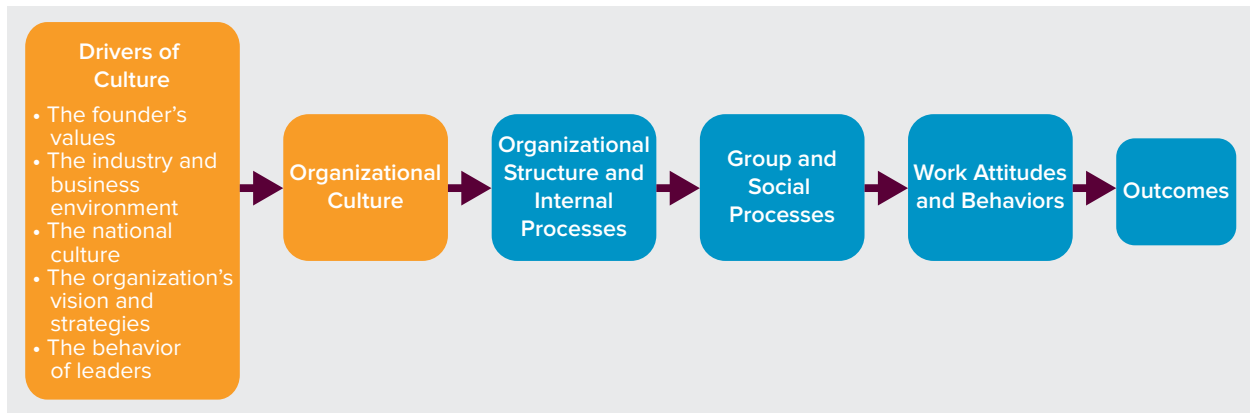 Drivers of
Culture
• The founder's
values
• The industry and
business
environment
• The national
culture
• The organization's
vision and
strategies
• The behavior
of leaders
Organizational
Culture
Organizational
Structure and
Internal
Processes
Group and
Social
Processes
Work Attitudes
and Behaviors
Outcomes